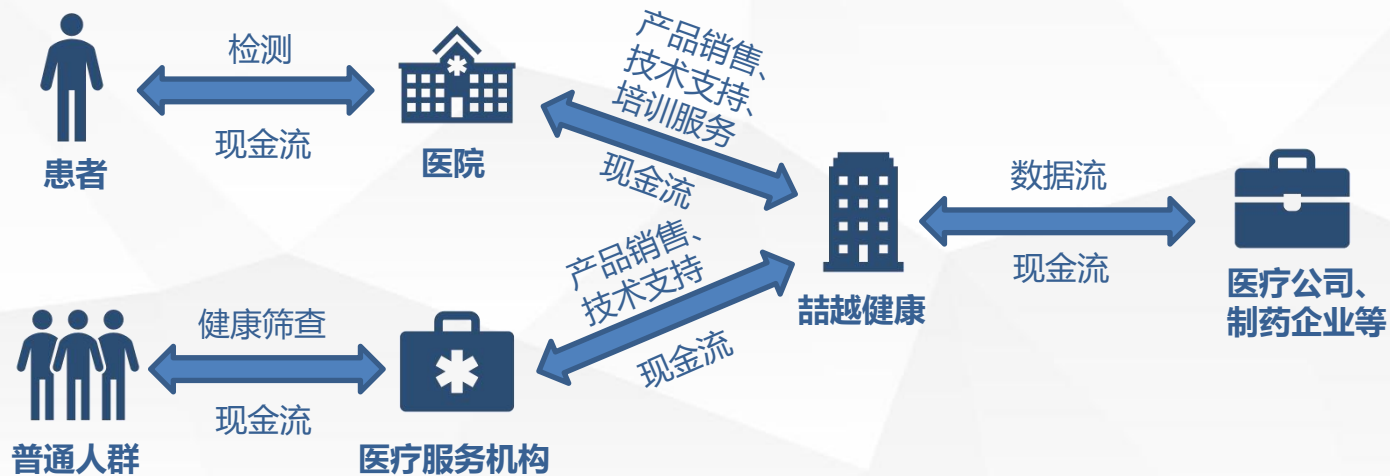 检测
现金流
患者
医院
产品销售、
技术支持、
培训服务
现金流
健康筛查
现金流
普通人群
医疗服务机构
产品销售、
技术支持
现金流
喆越健康
数据流
现金流
医疗公司、
制药企业等